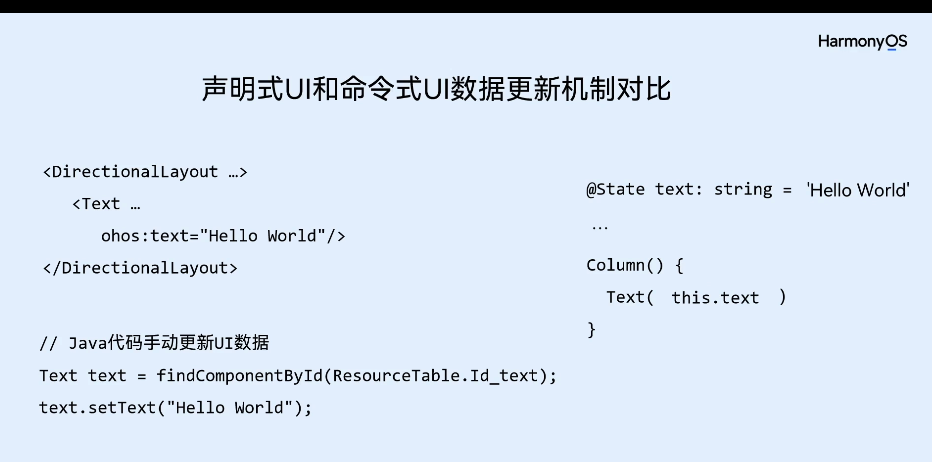 HarmonyOS
声明式UI和命令式UI数据更新机制对比
<DirectionalLayout …>
<Text …
ohos:text="Hello World"/>
</DirectionalLayout>
// Java代码手动更新UI数据
Text text = findComponentById(ResourceTable.Id_text);
text.setText("Hello World");
@State text: string = 'Hello World'
…
Column() {
Text( this.text )
}